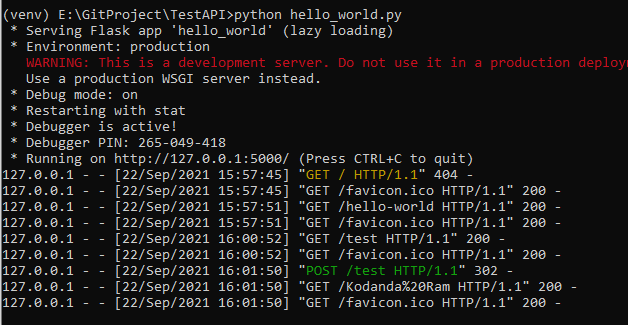 (venv) E:\GitProject\TestAPI>python hello_world.py
* Serving Flask app 'hello_world' (lazy loading)
* Environment: production
WARNING: This is a development server. Do not use it in a production
Use a production WSGI server instead.
* Debug mode: on
* Restarting with stat
* Debugger is active!
* Debugger PIN: 265-049-418
* Running on http://127.0.0.1:5000/ (Press CTRL+C to quit)
127.0.0.1 - - [22/Sep/2021 15:57:45] "GET / HTTP/1.1" 404 -
127.0.0.1 - - [22/Sep/2021 15:57:45] "GET /favicon.ico HTTP/1.1" 200 -
127.0.0.1 - - [22/Sep/2021 15:57:51] "GET /hello-world HTTP/1.1" 200 -
127.0.0.1 - - [22/Sep/2021 15:57:51] "GET /favicon.ico HTTP/1.1" 200 -
127.0.0.1 - - [22/Sep/2021 16:00:52] "GET /test HTTP/1.1" 200 -
127.0.0.1 - - [22/Sep/2021 16:00:52] "GET /favicon.ico HTTP/1.1" 200 -
127.0.0.1 - - [22/Sep/2021 16:01:50] "POST /test HTTP/1.1" 302 -
127.0.0.1 - - [22/Sep/2021 16:01:50] "GET /Kodanda%20Ram HTTP/1.1" 200 -
127.0.0.1 - - [22/Sep/2021 16:01:50] "GET /favicon.ico HTTP/1.1" 200 -